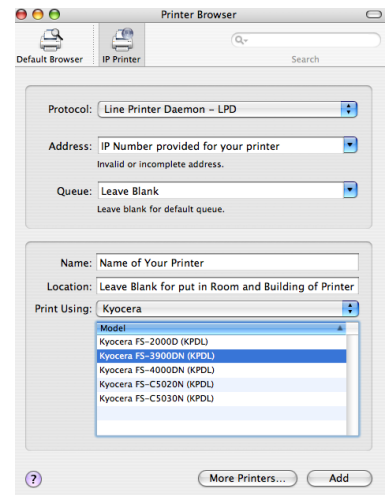 Printer Browser
Default Browser
IP Printer
Q
Search
Protocol: Line Printer Daemon – LPD
Address: IP Number provided for your printer
Invalid or incomplete address.
Queue: Leave Blank
Leave blank for default queue.
Name: Name of Your Printer
Location: Leave Blank for put in Room and Building of Printer
Print Using: Kyocera
Model
Kyocera FS-2000D (KPDL)
Kyocera FS-3900DN (KPDL)
Kyocera FS-4000DN (KPDL)
Kyocera FS-C5020N (KPDL)
Kyocera FS-C5030N (KPDL)
? More Printers... Add